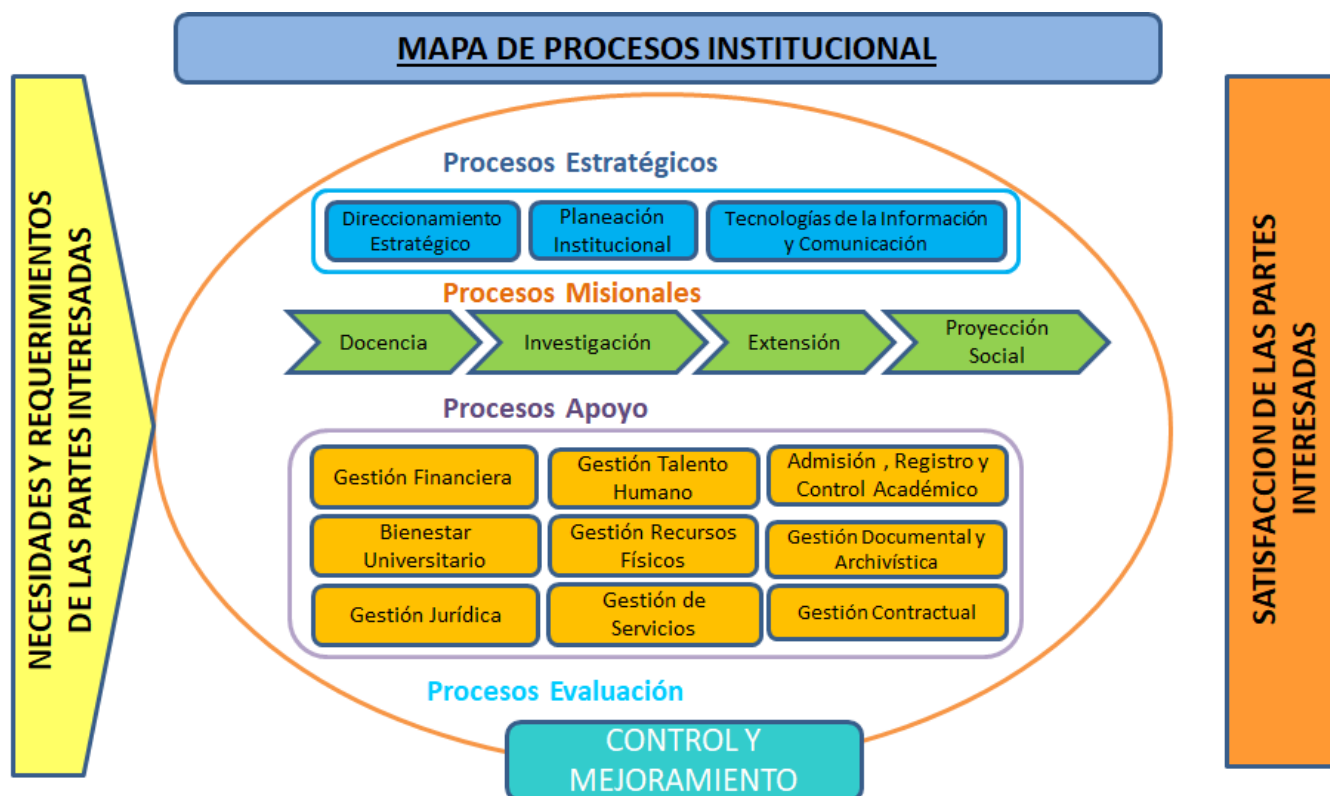 MAPA DE PROCESOS INSTITUCIONAL
NECESIDADES Y REQUERIMIENTOS
DE LAS PARTES INTERESADAS
Procesos Estratégicos
Direccionamiento
Estratégico
Planeación
Institucional
Tecnologías de la Información
y Comunicación
Procesos Misionales
Docencia
Investigación
Extensión
Proyección
Social
Procesos Apoyo
Gestión Financiera
Gestión Talento
Humano
Admisión , Registro y
Control Académico
Bienestar
Universitario
Gestión Recursos
Físicos
Gestión Documental y
Archivística
Gestión Jurídica
Gestión de
Servicios
Gestión Contractual
Procesos Evaluación
CONTROL Y
MEJORAMIENTO
SATISFACCION DE LAS PARTES
INTERESADAS